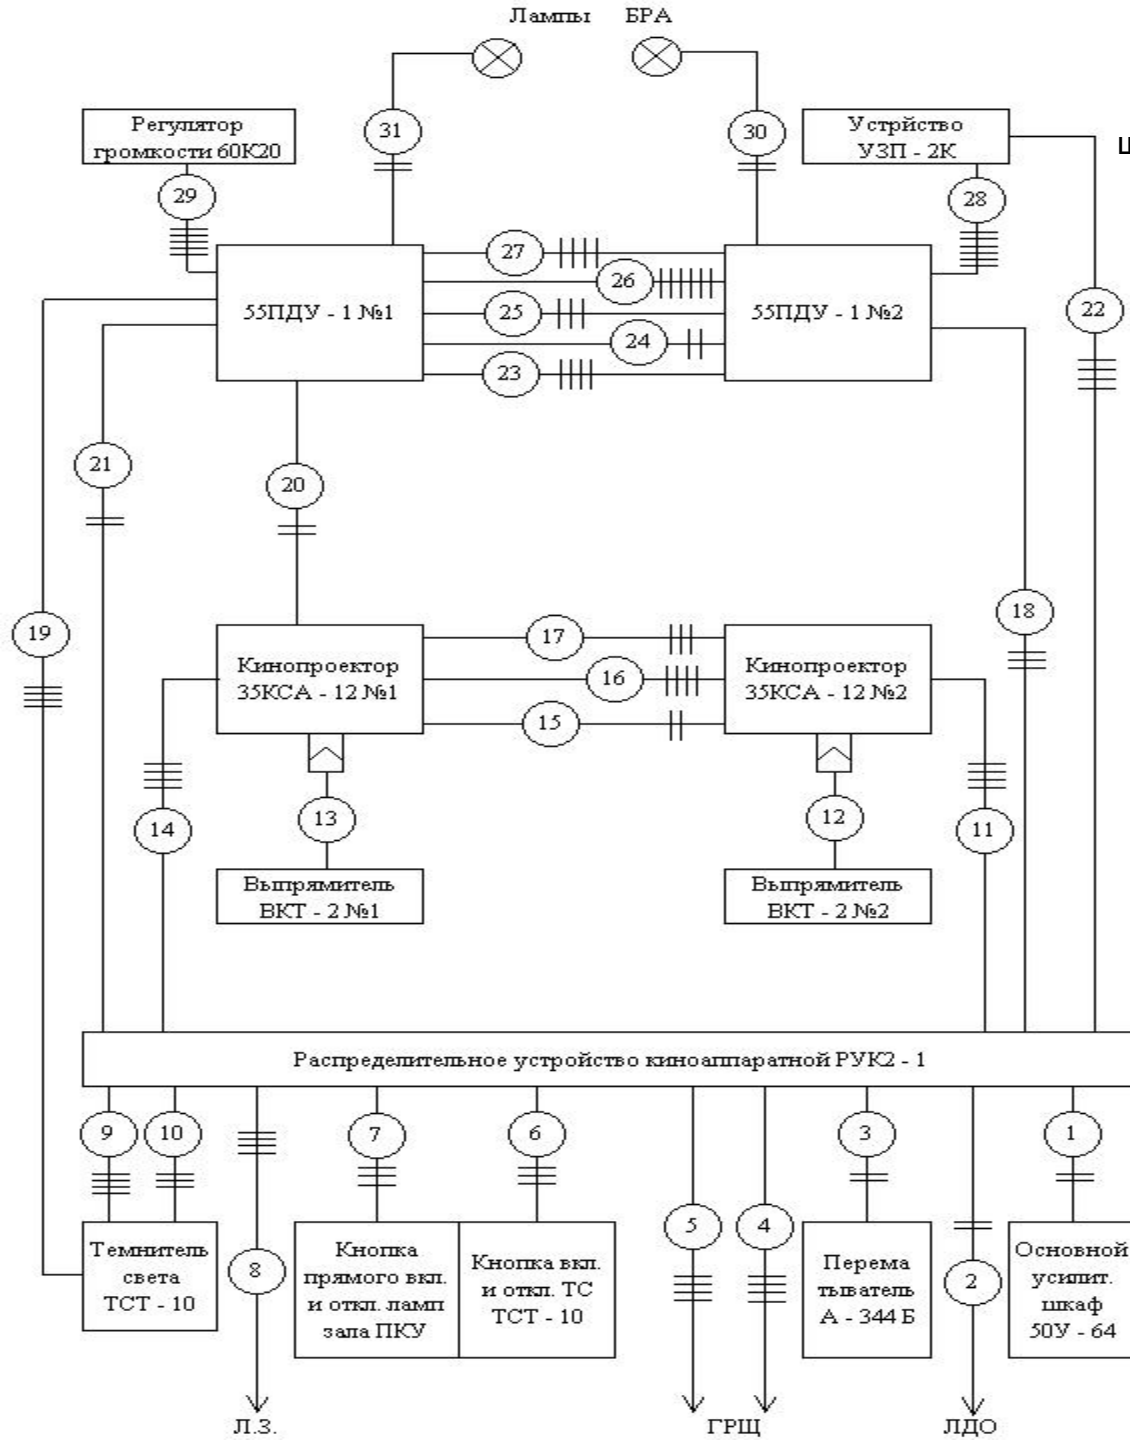 Лампы БРА
31
30
Регулятор
громкости 60К20
Устрйство
УЗП - 2К
Ц
29
28
27
26
55ПДУ - 1 №1
25
55ПДУ - 1 №2
22
24
23
21
20
19
18
17
Кинопроектор
35КСА - 12 №1
16
Кинопроектор
35КСА - 12 №2
15
14
13
12
11
Выпрямитель
ВКТ - 2 №1
Выпрямитель
ВКТ - 2 №2
Распределительное устройство киноаппаратной РУК2 - 1
9
10
7
6
3
1
5
4
8
2
Темнитель
света
ТСТ - 10
Кнопка
прямого вкл.
и откл. ламп
зала ПКУ
Кнопка вкл.
и откл. ТС
ТСТ - 10
Перема
тыватель
А - 344 Б
Основной
усилит.
шкаф
50У - 64
Л.З.
ГРЩ
ЛДО